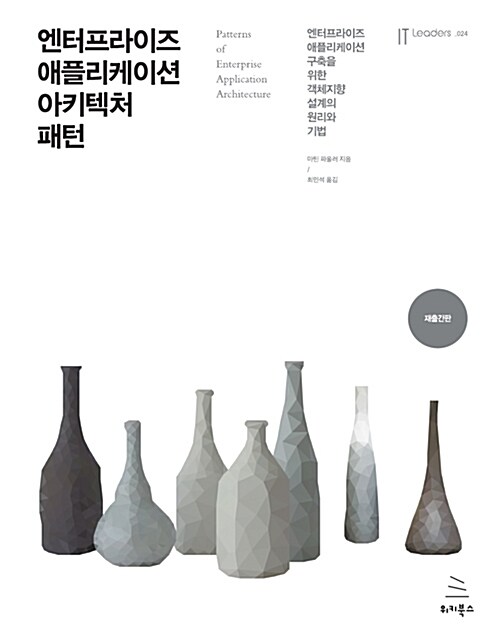 엔터프라이즈
애플리케이션
아키텍처
패턴
Patterns
of
Enterprise
Application
Architecture
엔터프라이즈
애플리케이션
구축을
위한
객체지향
설계의
원리와
기법
마틴 파울러 지음
/
최민석 옮김
IT Leaders .024
재출간판
위키북스